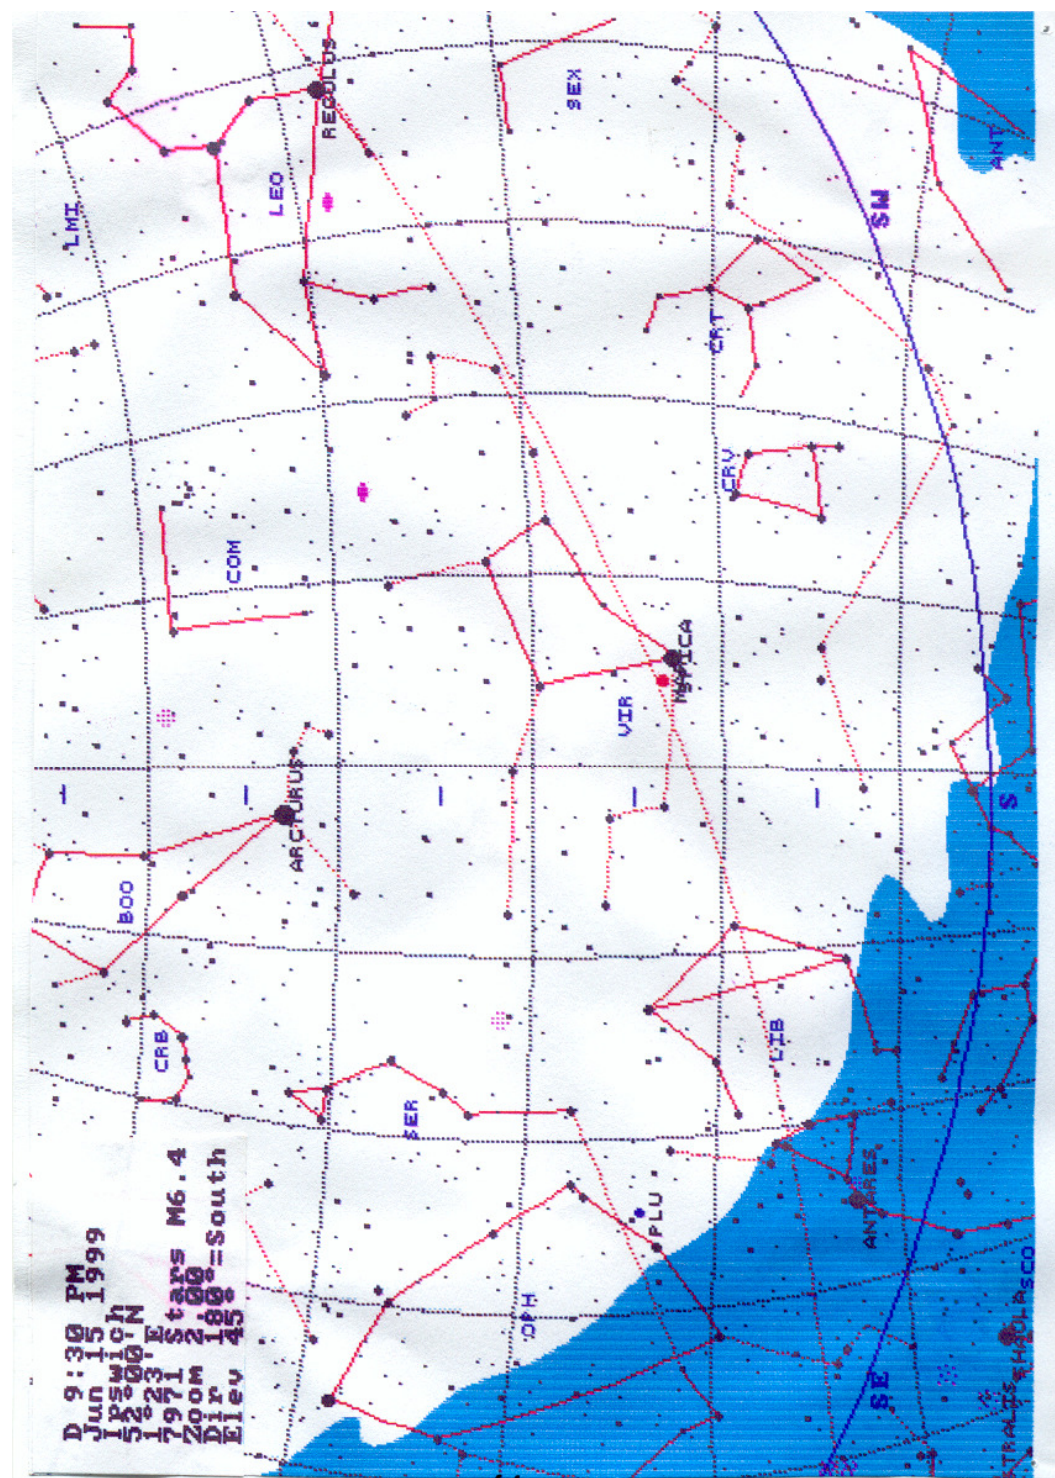 D 9:30 PM
Jun 15 1999
Ipswich
52°00'N
1°23'E
7971 Stars M6.4
Zoom 2.00
Dir 180°=South
Elev 45°
LMI
BOO
CRB
COM
LEO
ARCTURUS
REGULUS
SER
OPH
SEX
VIR
PLU
SPICA
CRT
CRV
LIB
ANTARES
SE
SW
ANT
S
TRALIS
SHAULA
SCO